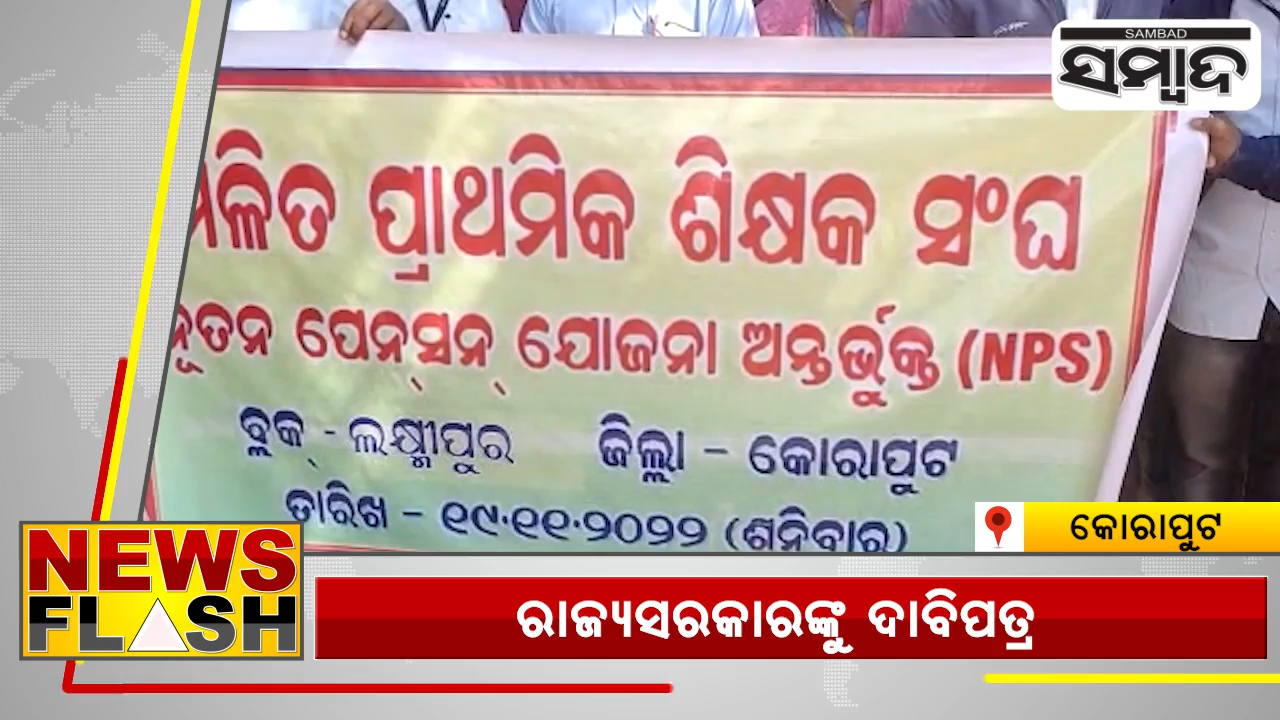 SAMBAD
ସମ୍ବାଦ
ପ୍ରାଥମିକ ଶିକ୍ଷକ ସଂଘ
ନୂତନ ପେନ୍‌ସନ୍ ଯୋଜନା ଅନ୍ତର୍ଭୁକ୍ତ (NPS)
ବ୍ଲକ୍ - ଲକ୍ଷ୍ମୀପୁର ଜିଲ୍ଲା - କୋରାପୁଟ
ତାରିଖ - ୧୯.୧୧.୨୦୨୨ (ଶନିବାର)
କୋରାପୁଟ
NEWS
FLASH
ରାଜ୍ୟସରକାରଙ୍କୁ ଦାବିପତ୍ର